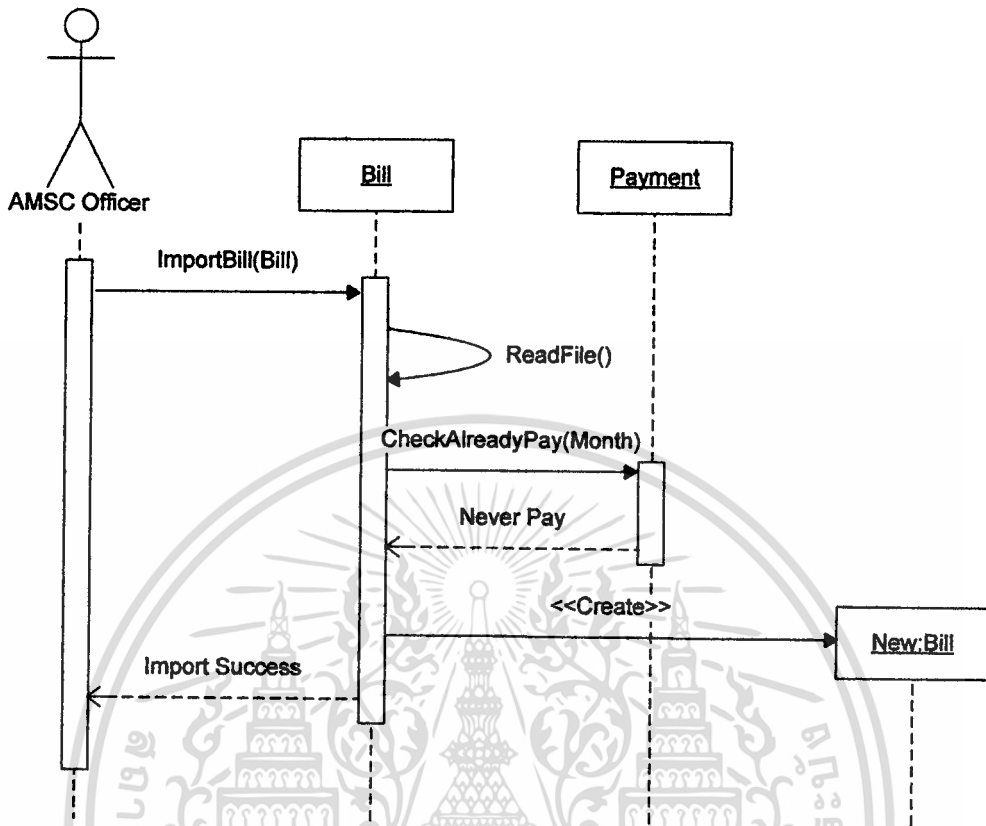 AMSC Officer
Bill
Payment
ImportBill(Bill)
ReadFile()
CheckAlreadyPay(Month)
Never Pay
<<Create>>
New:Bill
Import Success